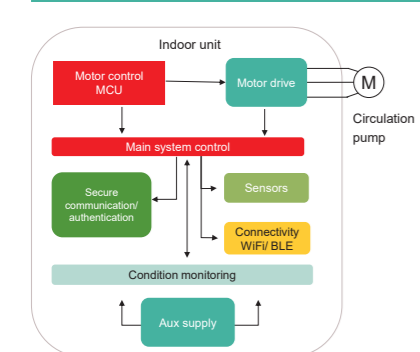 Indoor unit
Motor control
MCU
Motor drive
M
Circulation
pump
Main system control
Secure
communication/
authentication
Sensors
Connectivity
WiFi/ BLE
Condition monitoring
Aux supply